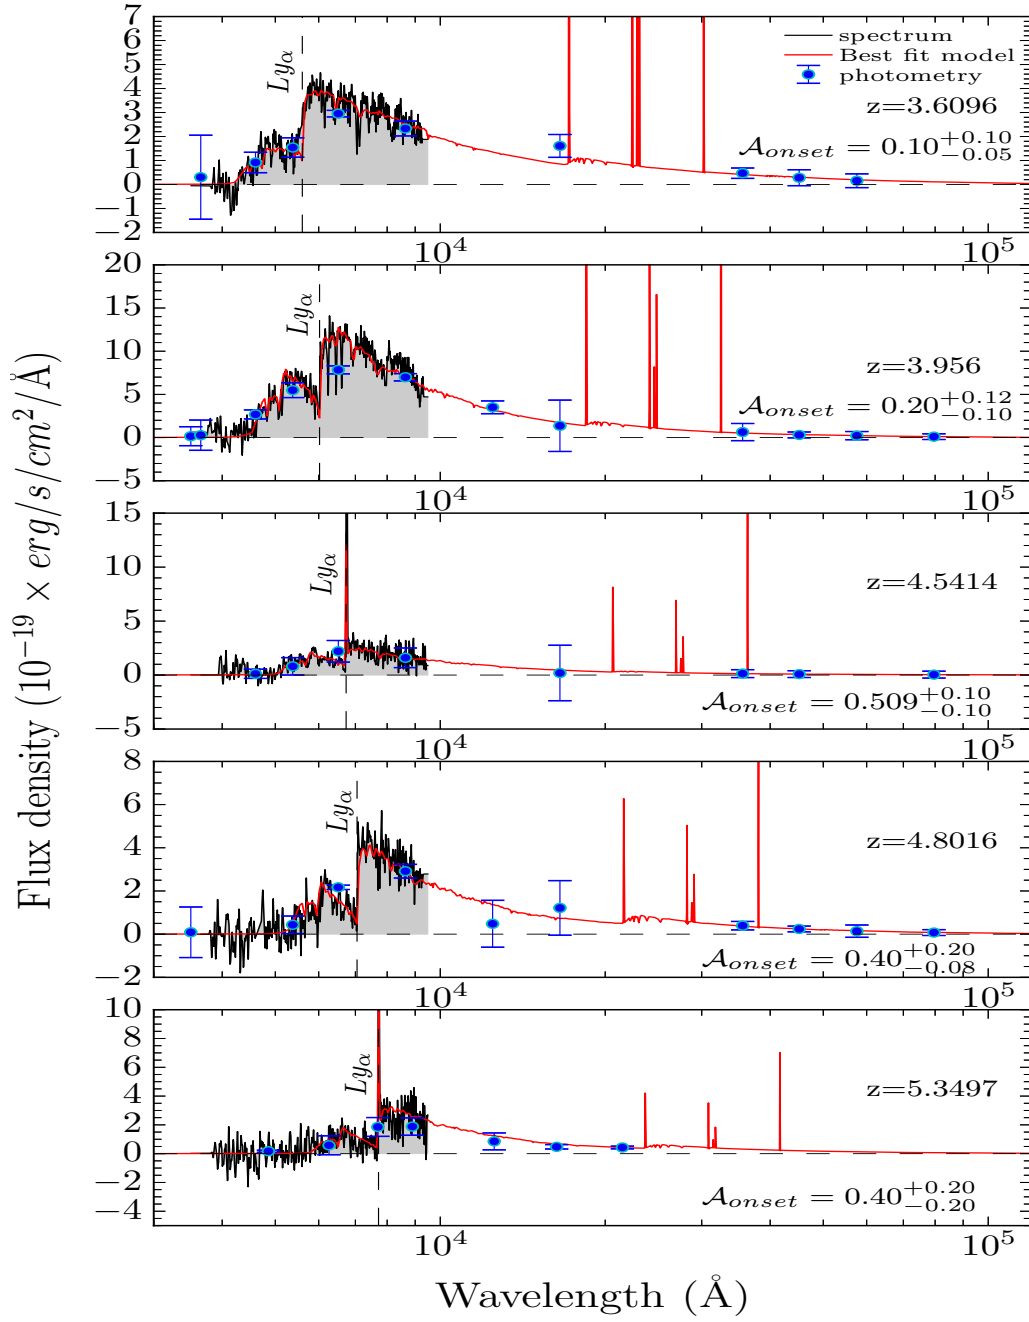 Flux density (10⁻¹⁹ × erg/s/cm²/Å)
7
6
5
4
3
2
1
0
−1
−2
Lyα
spectrum
Best fit model
photometry
z=3.6096
𝒜onset = 0.10 +0.10 −0.05
10⁴ 10⁵
20
15
10
5
0
−5
Lyα
z=3.956
𝒜onset = 0.20 +0.12 −0.10
10⁴ 10⁵
15
10
5
0
−5
Lyα
z=4.5414
𝒜onset = 0.509 +0.10 −0.10
10⁴ 10⁵
8
6
4
2
0
−2
Lyα
z=4.8016
𝒜onset = 0.40 +0.20 −0.08
10⁴ 10⁵
10
8
6
4
2
0
−2
−4
Lyα
z=5.3497
𝒜onset = 0.40 +0.20 −0.20
10⁴ 10⁵
Wavelength (Å)